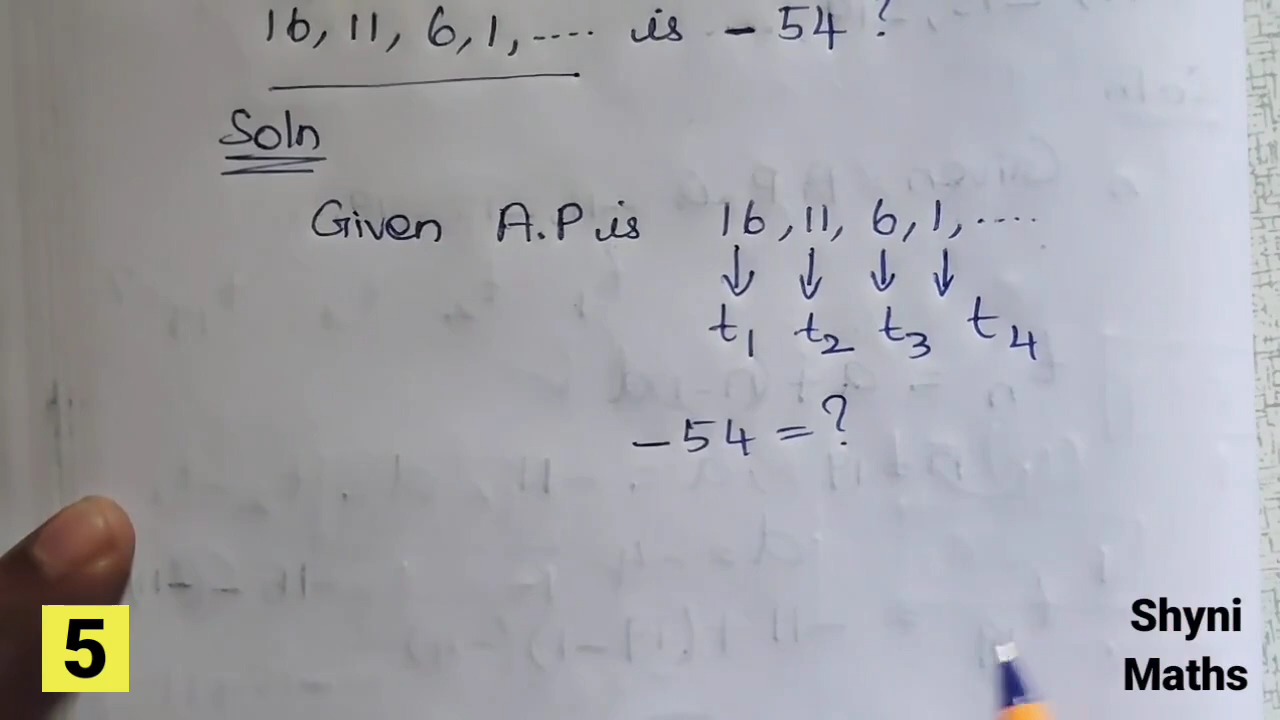 16, 11, 6, 1, .... is - 54 ?
Soln
Given A.P is 16, 11, 6, 1, ....
↓ ↓ ↓ ↓
t1 t2 t3 t4
-54 = ?
5
Shyni
Maths